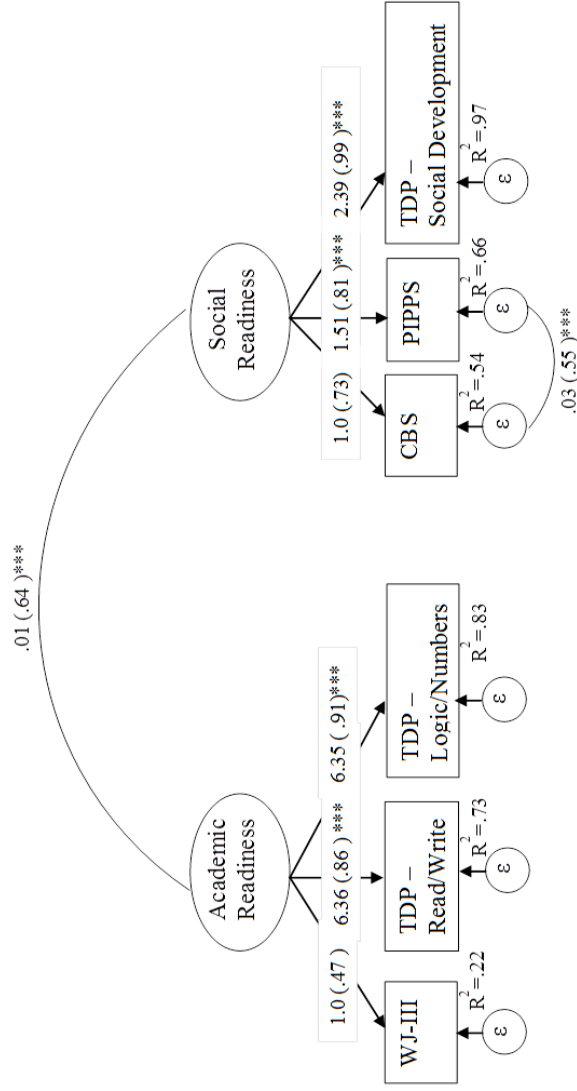 .01 (.64 )***
Academic
Readiness
Social
Readiness
1.0 (.47 )
6.36 (.86 ) ***
6.35 ( .91)***
1.0 (.73)
1.51 (.81 )***
2.39 (.99 )***
WJ-III
TDP –
Read/Write
TDP –
Logic/Numbers
CBS
PIPPS
TDP –
Social Development
R²=.22
R²=.73
R²=.83
R²=.54
R²=.66
R²=.97
ε
ε
ε
ε
ε
ε
.03 (.55 )***